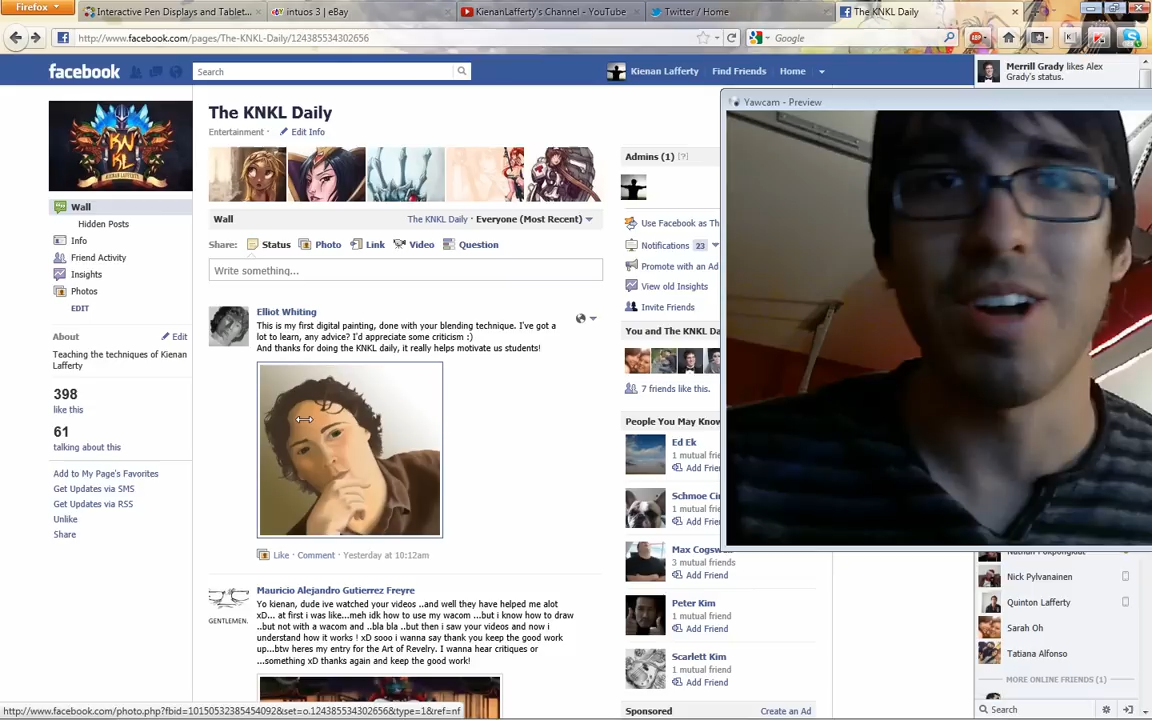 Firefox
Interactive Pen Displays and Tablet...
intuos 3 | eBay
KienanLafferty's Channel - YouTube
Twitter / Home
The KNKL Daily
http://www.facebook.com/pages/The-KNKL-Daily/124385534302656
Google
facebook
Search
Kienan Lafferty
Find Friends
Home
Merrill Grady likes Alex
Grady's status.
Yawcam - Preview
KN
KL
KIENAN LAFFERTY
Wall
Hidden Posts
Info
Friend Activity
Insights
Photos
EDIT
About
Edit
Teaching the techniques of Kienan
Lafferty
398
like this
61
talking about this
Add to My Page's Favorites
Get Updates via SMS
Get Updates via RSS
Unlike
Share
The KNKL Daily
Entertainment ·
Edit Info
Wall
The KNKL Daily · Everyone (Most Recent)
Share:
Status
Photo
Link
Video
Question
Write something...
Elliot Whiting
This is my first digital painting, done with your blending technique. I've got a
lot to learn, any advice? I'd appreciate some criticism :)
And thanks for doing the KNKL daily, it really helps motivate us students!
Like · Comment · Yesterday at 10:12am
Mauricio Alejandro Gutierrez Freyre
GENTLEMEN.
Yo kienan, dude ive watched your videos ..and well they have helped me alot
xD... at first i was like...meh idk how to use my wacom ...but i know how to draw
..but not with a wacom and ..bla bla ..but then i saw your videos and now i
understand how it works ! xD sooo i wanna say thank you keep the good work
up...btw heres my entry for the Art of Revelry. I wanna hear critiques or
...something xD thanks again and keep the good work!
Admins (1) [?]
Use Facebook as Th
Notifications 23
Promote with an Ad
View old Insights
Invite Friends
You and The KNKL Da
7 friends like this.
People You May Know
Ed Ek
1 mutual friend
Add Friend
Schmoe Cir
1 mutual friend
Add Friend
Max Cogsw
3 mutual friends
Add Friend
Peter Kim
1 mutual friend
Add Friend
Scarlett Kim
1 mutual friend
Add Friend
Sponsored
Create an Ad
Nick Pylvanainen
Quinton Lafferty
Sarah Oh
Tatiana Alfonso
MORE ONLINE FRIENDS (1)
Search
http://www.facebook.com/photo.php?fbid=10150532385454092&set=o.124385534302656&type=1&ref=nf